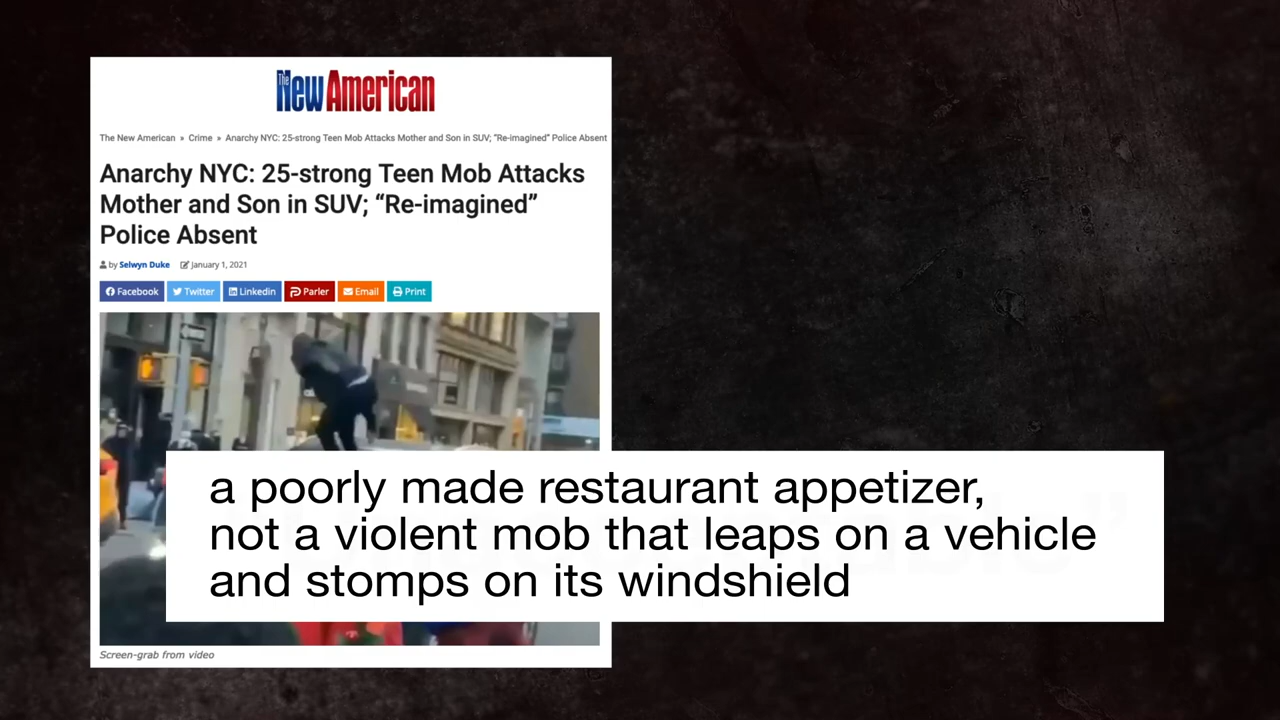 The New American
The New American » Crime » Anarchy NYC: 25-strong Teen Mob Attacks Mother and Son in SUV; “Re-imagined” Police Absent
Anarchy NYC: 25-strong Teen Mob Attacks
Mother and Son in SUV; “Re-imagined”
Police Absent
by Selwyn Duke January 1, 2021
Facebook Twitter Linkedin Parler Email Print
a poorly made restaurant appetizer,
not a violent mob that leaps on a vehicle
and stomps on its windshield
Screen-grab from video